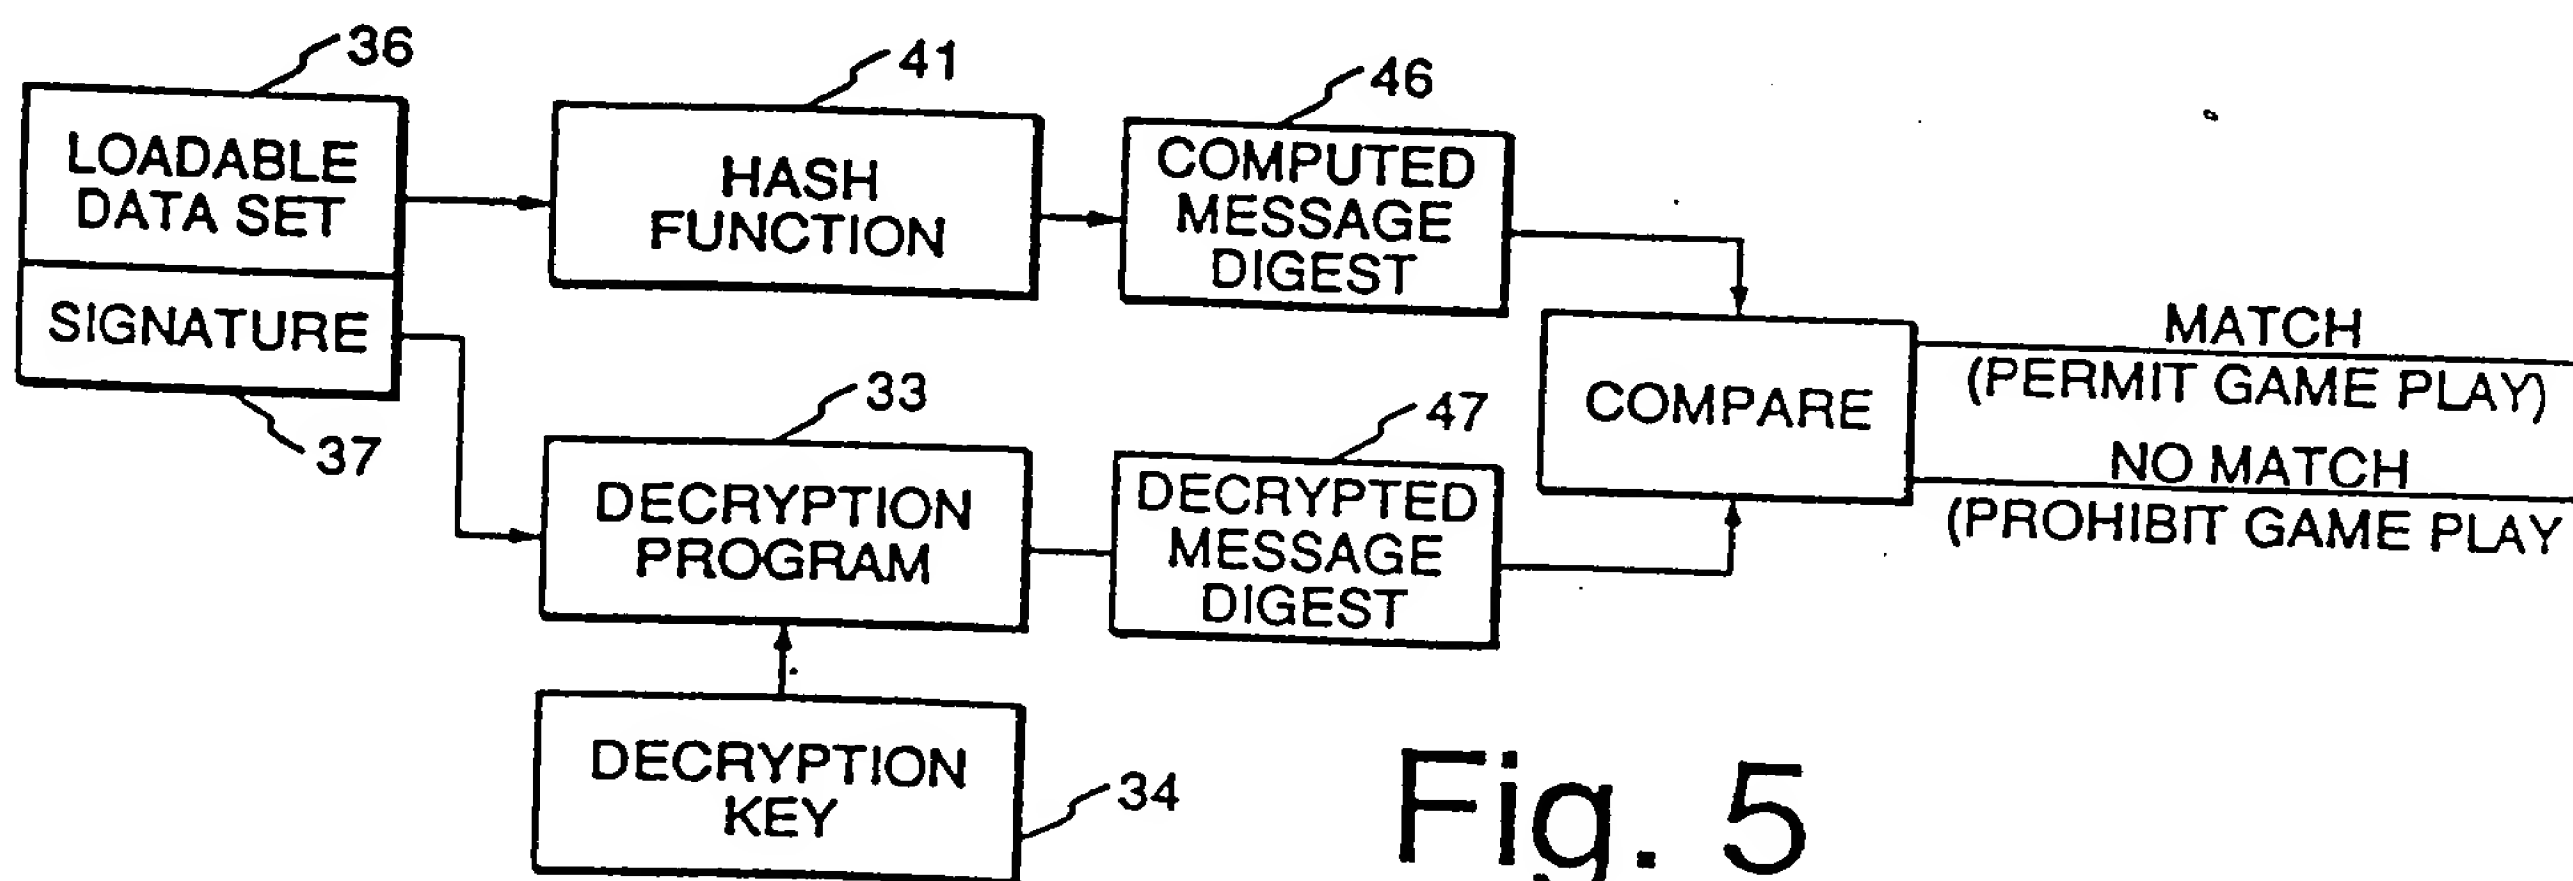 36
LOADABLE
DATA SET
SIGNATURE
37
41
HASH
FUNCTION
46
COMPUTED
MESSAGE
DIGEST
33
DECRYPTION
PROGRAM
47
DECRYPTED
MESSAGE
DIGEST
DECRYPTION
KEY
34
COMPARE
MATCH
(PERMIT GAME PLAY)
NO MATCH
(PROHIBIT GAME PLAY
Fig. 5